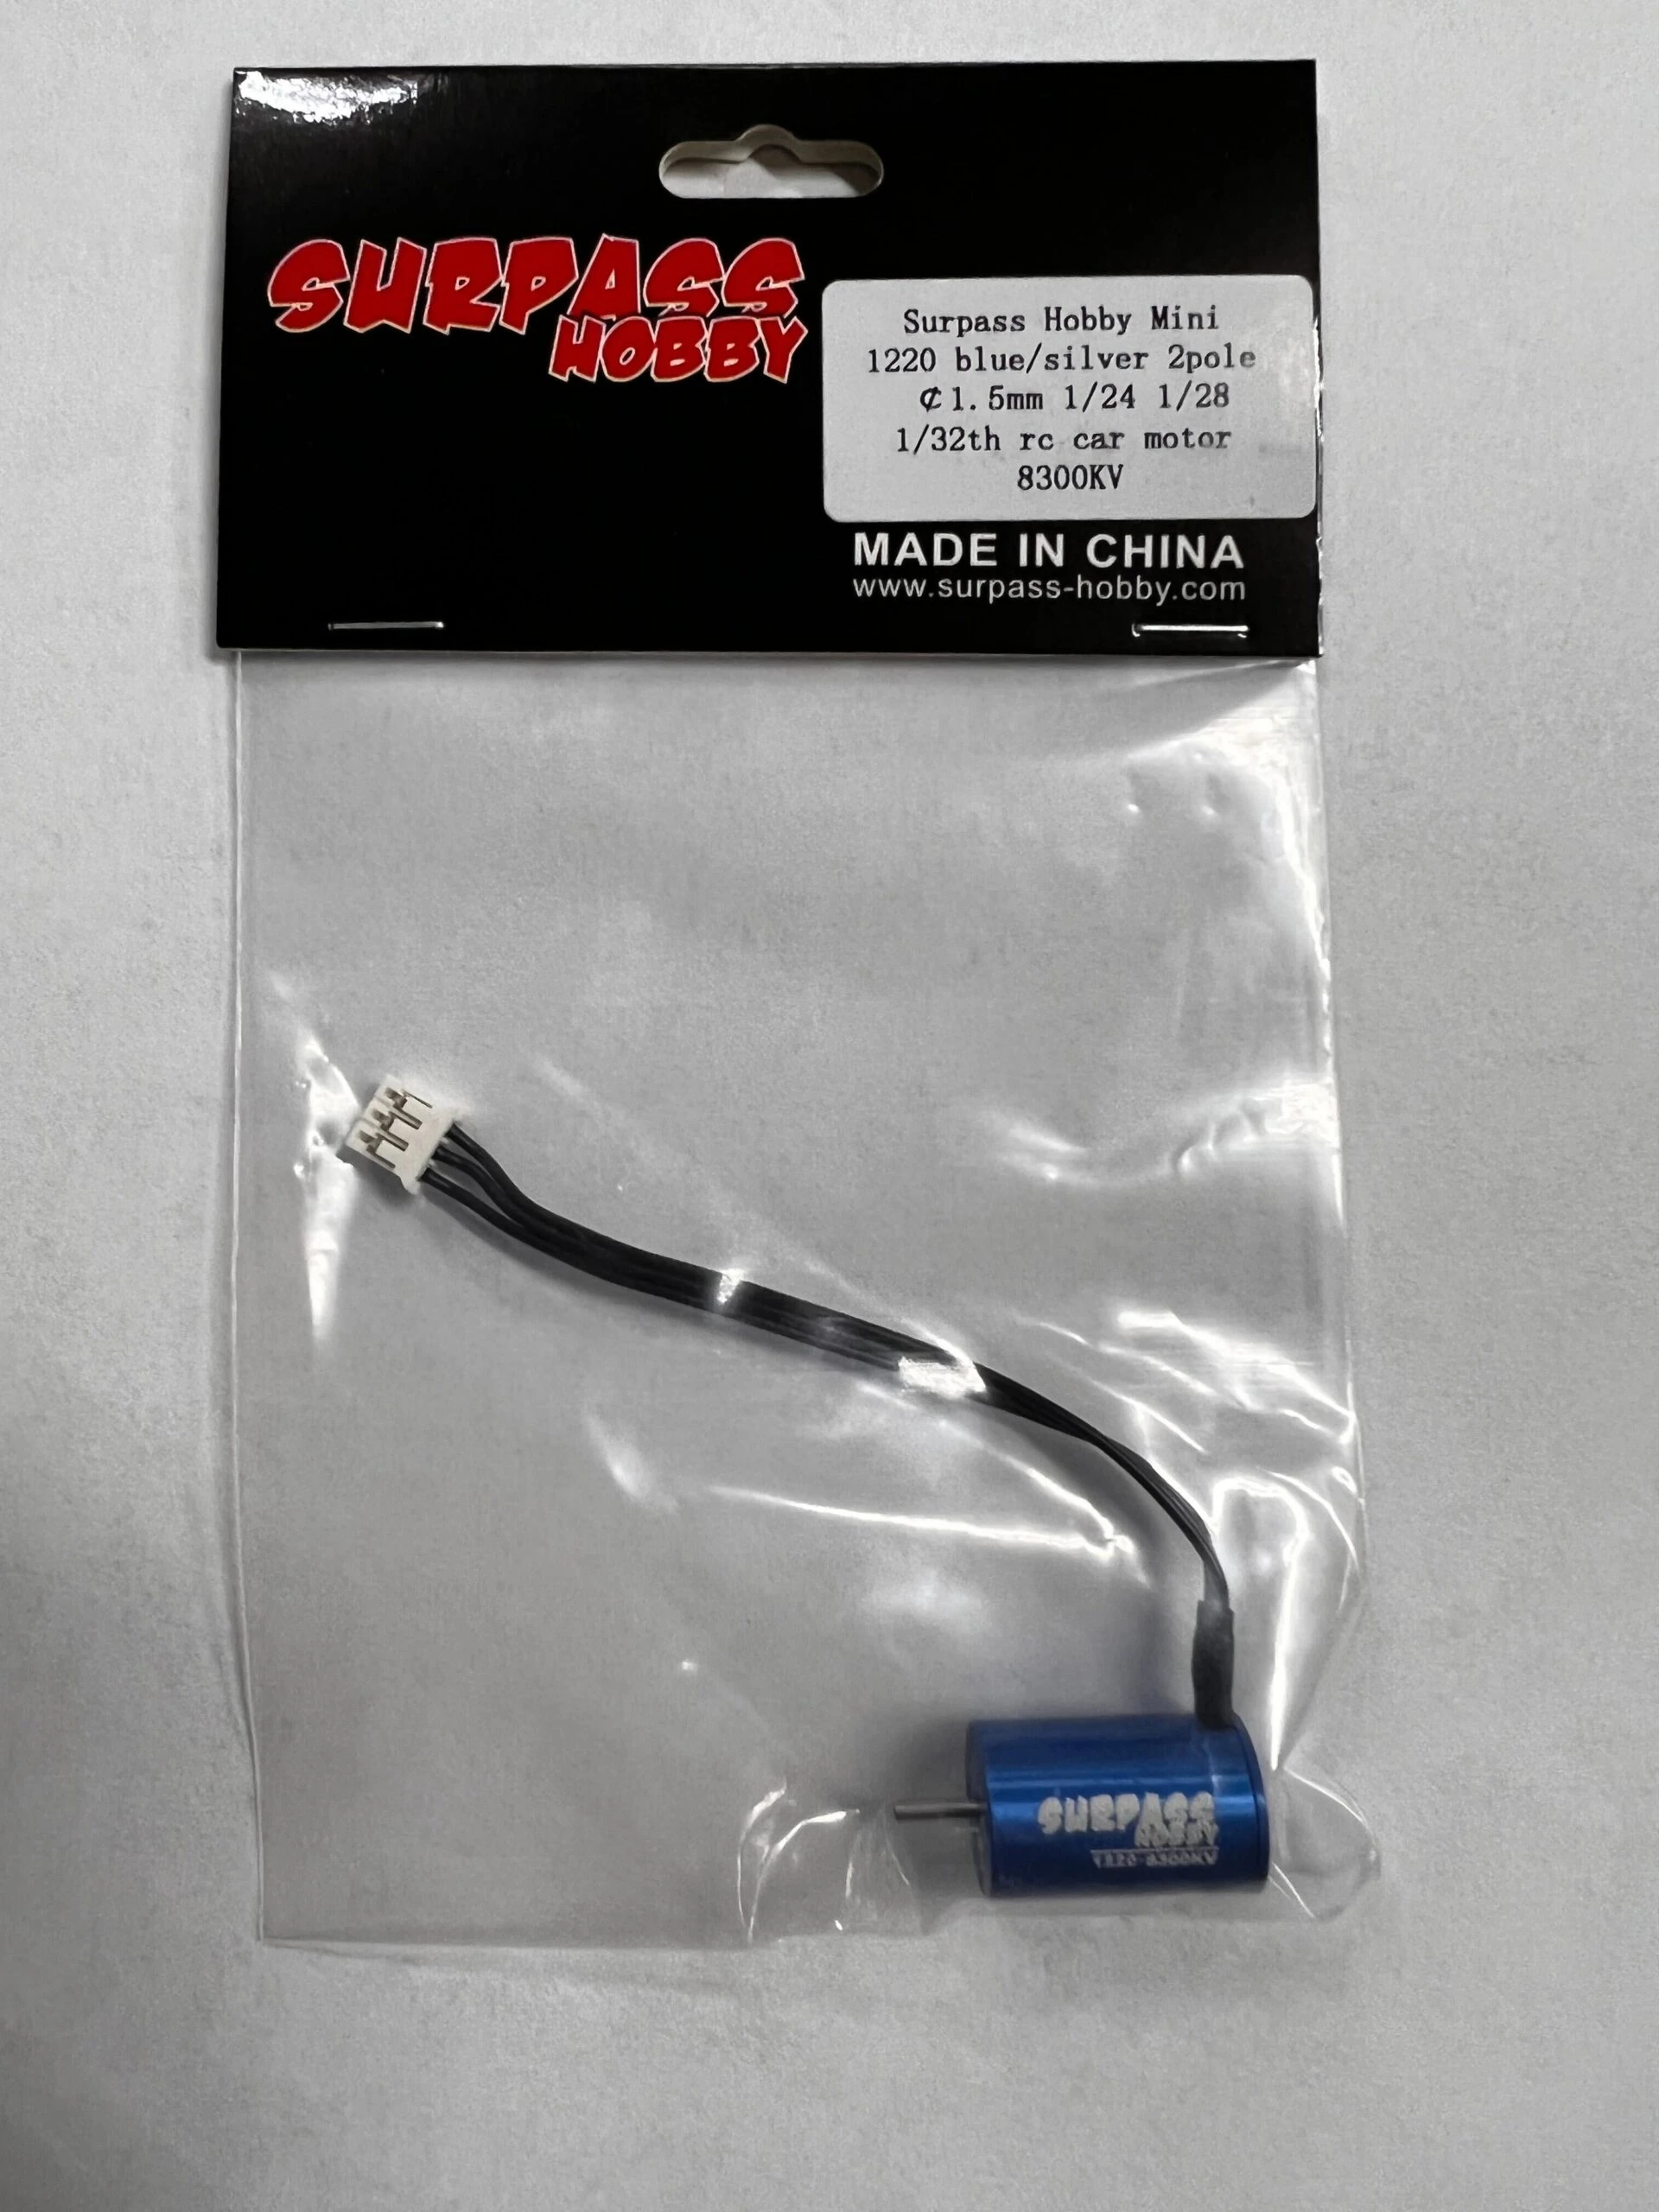 SURPASS
HOBBY
Surpass Hobby Mini
1220 blue/silver 2pole
₡1.5mm 1/24 1/28
1/32th rc car motor
8300KV
MADE IN CHINA
www.surpass-hobby.com
SURPASS
HOBBY
1220-8300KV